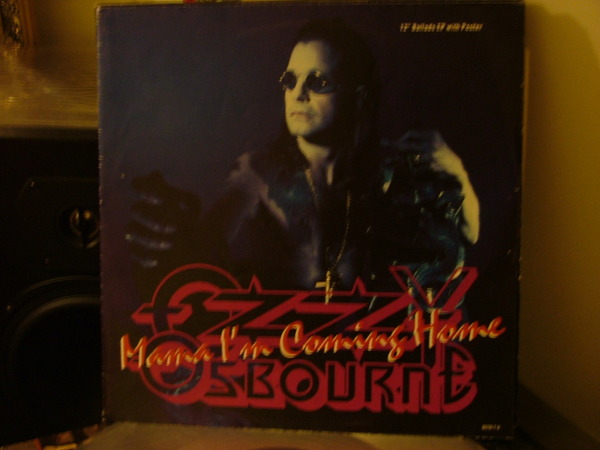 12" Ballads EP with Poster
OZZY
Mama I'm Coming Home
OSBOURNE